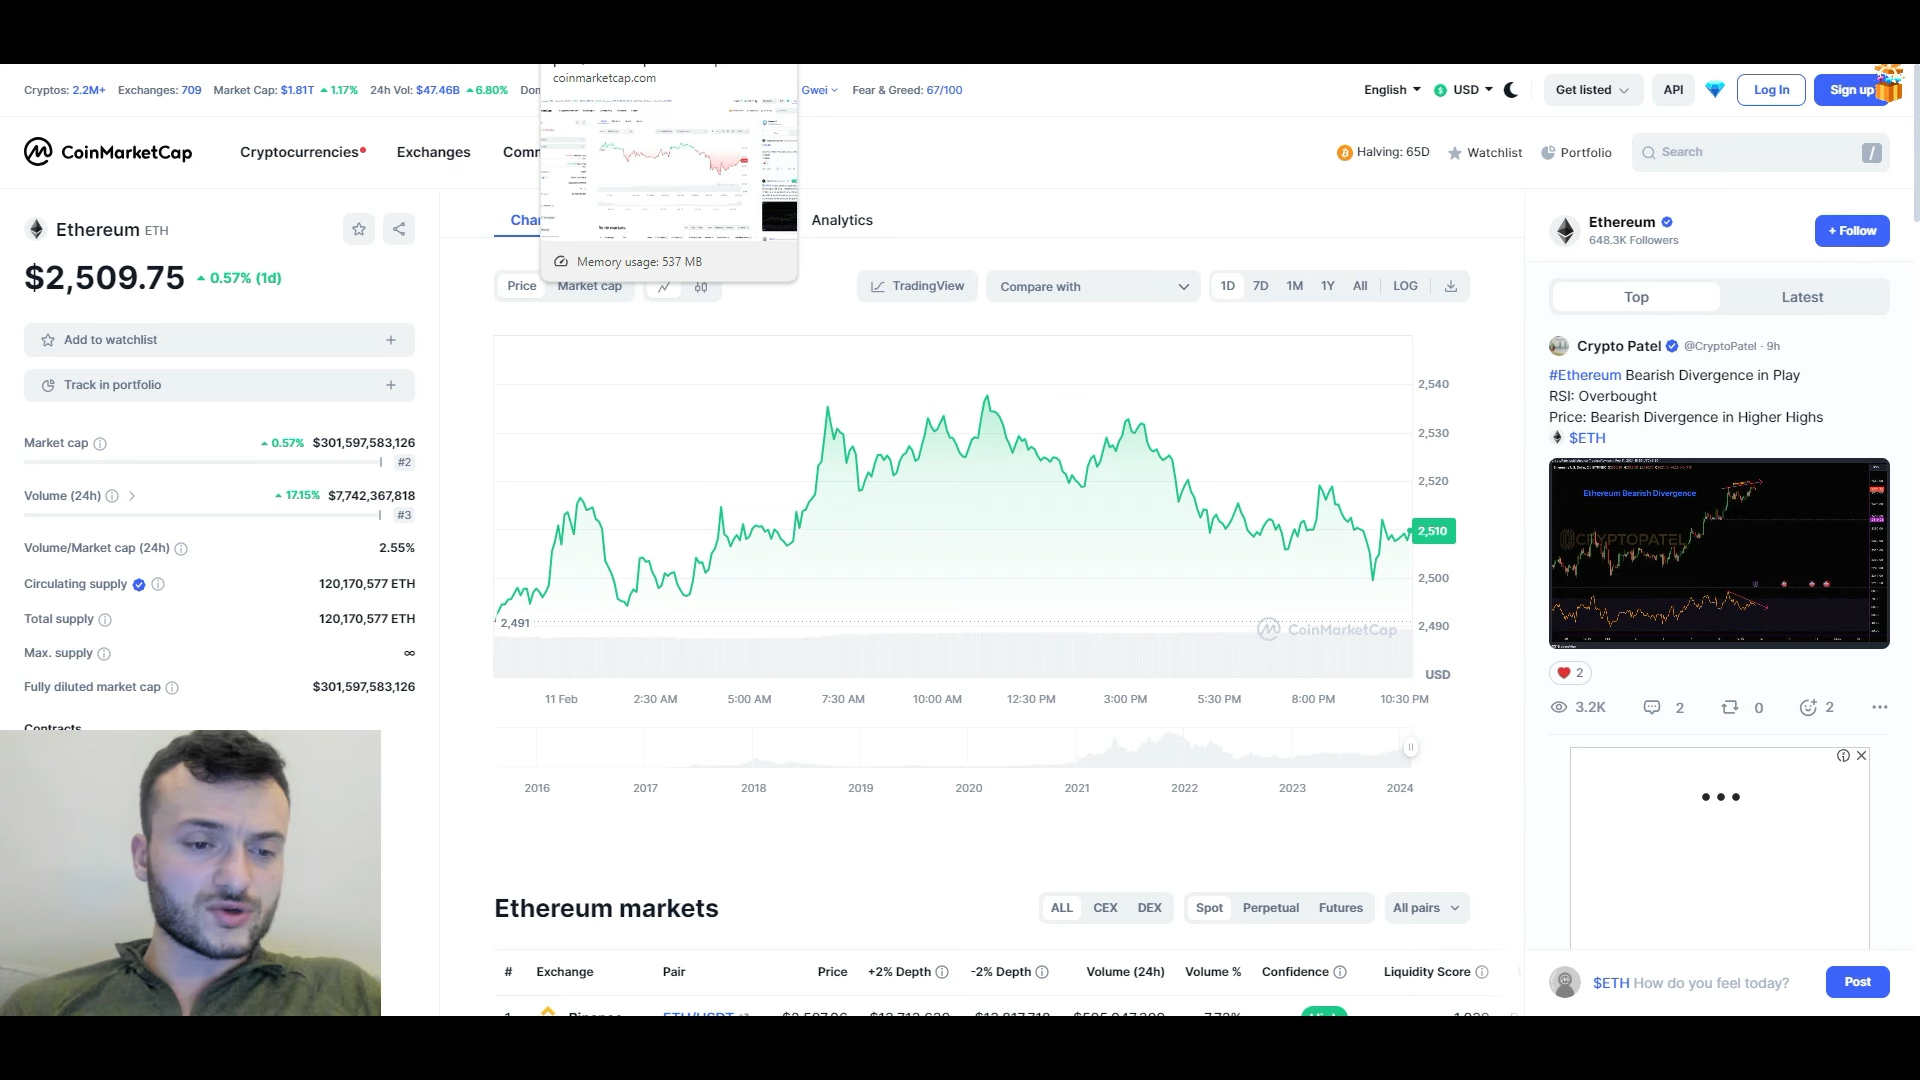 coinmarketcap.com
Cryptos: 2.2M+ Exchanges: 709 Market Cap: $1.81T 1.17% 24h Vol: $47.46B 6.80% Gwei Fear & Greed: 67/100
English USD Get listed API Log In Sign up
CoinMarketCap Cryptocurrencies Exchanges
Halving: 65D Watchlist Portfolio Search /
Ethereum ETH
$2,509.75 0.57% (1d)
Add to watchlist +
Track in portfolio +
Market cap 0.57% $301,597,583,126
#2
Volume (24h) 17.15% $7,742,367,818
#3
Volume/Market cap (24h) 2.55%
Circulating supply 120,170,577 ETH
Total supply 120,170,577 ETH
Max. supply ∞
Fully diluted market cap $301,597,583,126
Contracts
Analytics
Memory usage: 537 MB
Price Market cap TradingView Compare with 1D 7D 1M 1Y All LOG
2,540
2,530
2,520
2,510
2,500
2,490
2,491
CoinMarketCap
USD
11 Feb 2:30 AM 5:00 AM 7:30 AM 10:00 AM 12:30 PM 3:00 PM 5:30 PM 8:00 PM 10:30 PM
2016 2017 2018 2019 2020 2021 2022 2023 2024
Ethereum markets
ALL CEX DEX Spot Perpetual Futures All pairs
# Exchange Pair Price +2% Depth -2% Depth Volume (24h) Volume % Confidence Liquidity Score
Ethereum
648.3K Followers
+ Follow
Top Latest
Crypto Patel @CryptoPatel · 9h
#Ethereum Bearish Divergence in Play
RSI: Overbought
Price: Bearish Divergence in Higher Highs
$ETH
Ethereum Bearish Divergence
CRYPTOPATEL
2
3.2K 2 0 2
$ETH How do you feel today? Post